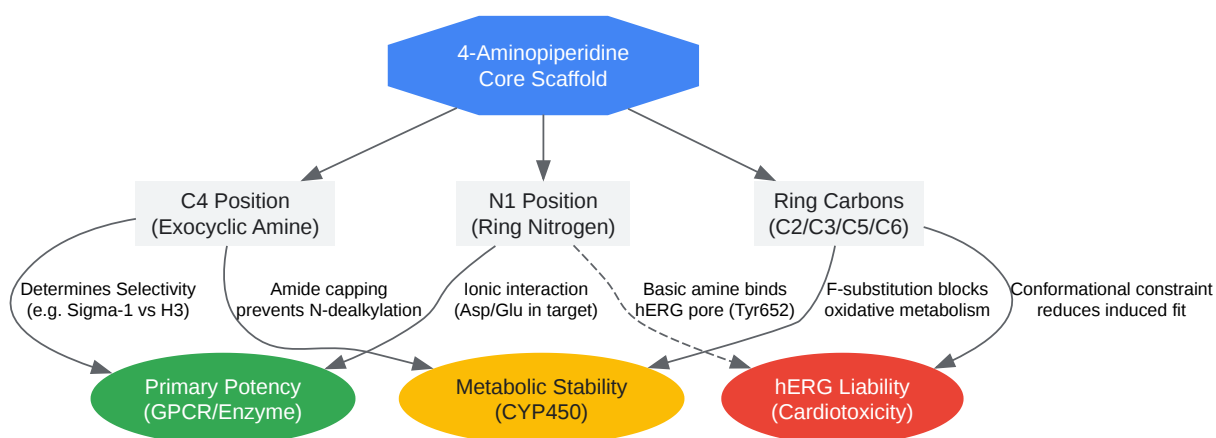 4-Aminopiperidine
Core Scaffold
C4 Position
(Exocyclic Amine)
N1 Position
(Ring Nitrogen)
Ring Carbons
(C2/C3/C5/C6)
Determines Selectivity
(e.g. Sigma-1 vs H3)
Amide capping
prevents N-dealkylation
Ionic interaction
(Asp/Glu in target)
Basic amine binds
hERG pore (Tyr652)
F-substitution blocks
oxidative metabolism
Conformational constraint
reduces induced fit
Primary Potency
(GPCR/Enzyme)
Metabolic Stability
(CYP450)
hERG Liability
(Cardiotoxicity)